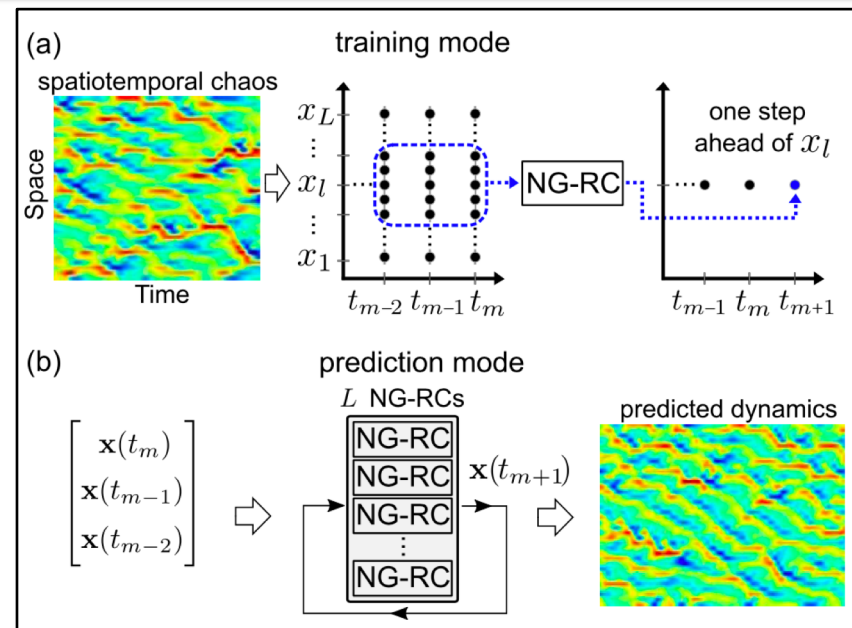 (a)
training mode
spatiotemporal chaos
Space
Time
x_L
⋮
x_l
⋮
x_1
t_{m-2} t_{m-1} t_m
NG-RC
one step
ahead of x_l
t_{m-1} t_m t_{m+1}
(b)
prediction mode
L NG-RCs
x(t_m)
x(t_{m-1})
x(t_{m-2})
NG-RC
NG-RC
NG-RC
⋮
NG-RC
x(t_{m+1})
predicted dynamics